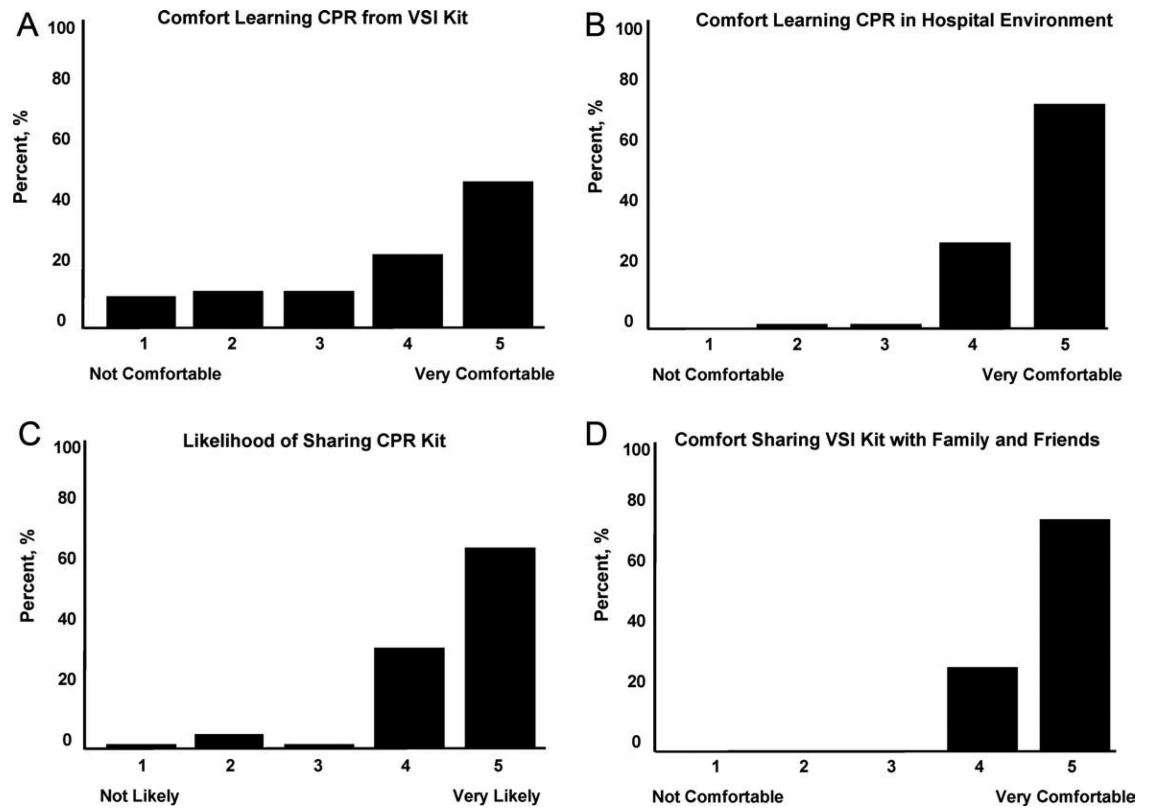 A
Comfort Learning CPR from VSI Kit
100
80
60
40
20
0
Percent, %
1 2 3 4 5
Not Comfortable Very Comfortable
B
Comfort Learning CPR in Hospital Environment
100
80
60
40
20
0
Percent, %
1 2 3 4 5
Not Comfortable Very Comfortable
C
Likelihood of Sharing CPR Kit
100
80
60
40
20
0
Percent, %
1 2 3 4 5
Not Likely Very Likely
D
Comfort Sharing VSI Kit with Family and Friends
100
80
60
40
20
0
Percent, %
1 2 3 4 5
Not Comfortable Very Comfortable